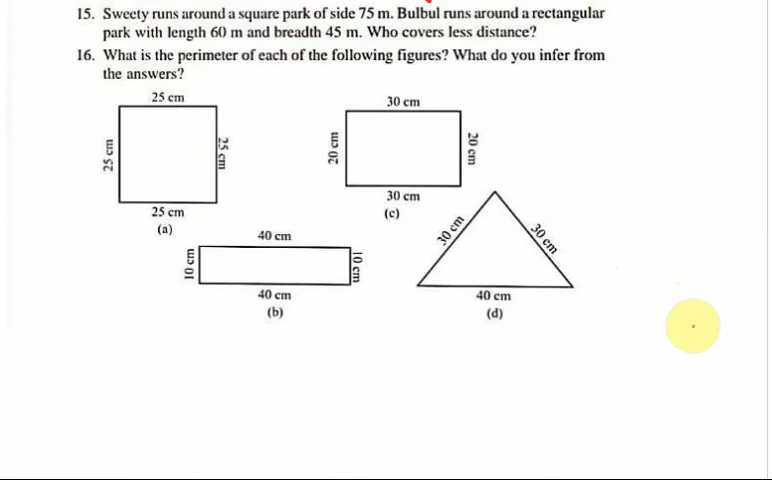 15. Sweety runs around a square park of side 75 m. Bulbul runs around a rectangular
park with length 60 m and breadth 45 m. Who covers less distance?
16. What is the perimeter of each of the following figures? What do you infer from
the answers?
25 cm
25 cm
25 cm
25 cm
(a)
30 cm
20 cm
20 cm
30 cm
(c)
40 cm
10 cm
10 cm
40 cm
(b)
30 cm
30 cm
40 cm
(d)